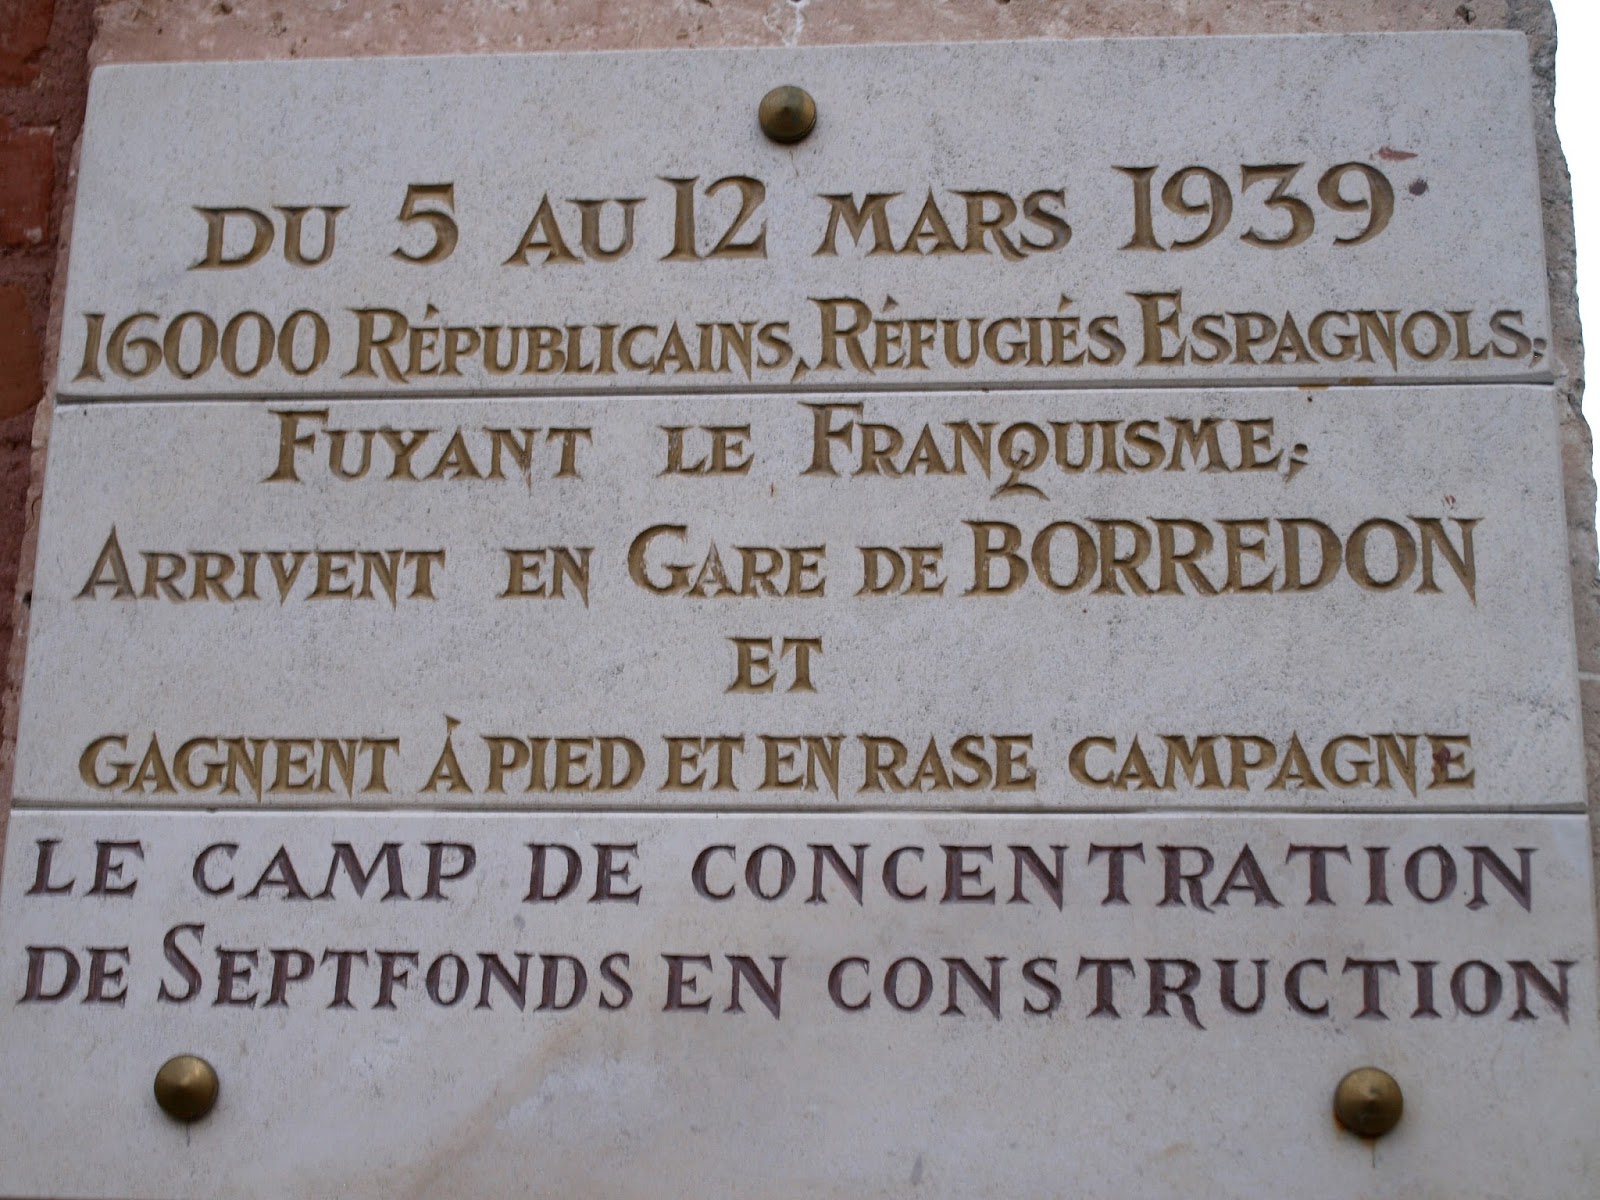 DU 5 AU 12 MARS 1939
16000 RÉPUBLICAINS, RÉFUGIÉS ESPAGNOLS,
FUYANT LE FRANQUISME,
ARRIVENT EN GARE DE BORREDON
ET
GAGNENT À PIED ET EN RASE CAMPAGNE
LE CAMP DE CONCENTRATION
DE SEPTFONDS EN CONSTRUCTION